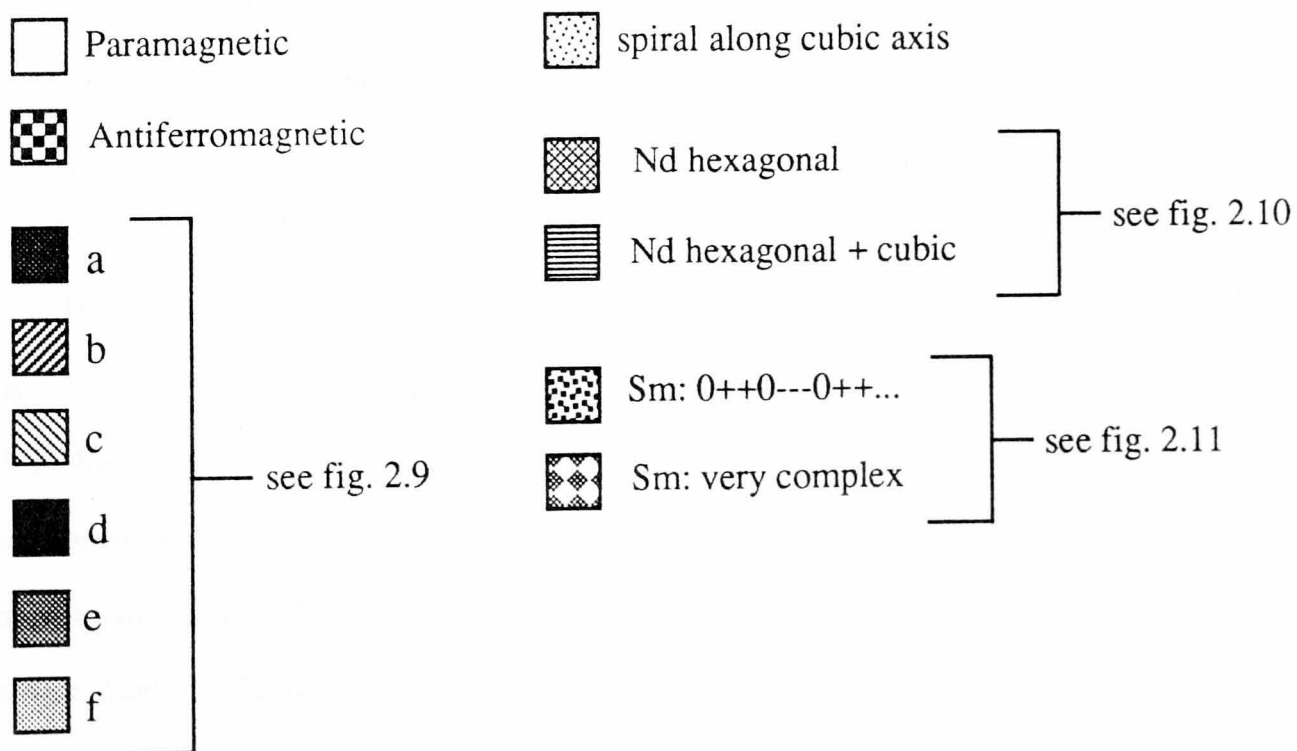 Paramagnetic
Antiferromagnetic
a
b
c
d
e
f
see fig. 2.9
spiral along cubic axis
Nd hexagonal
Nd hexagonal + cubic
see fig. 2.10
Sm: 0++0---0++...
Sm: very complex
see fig. 2.11